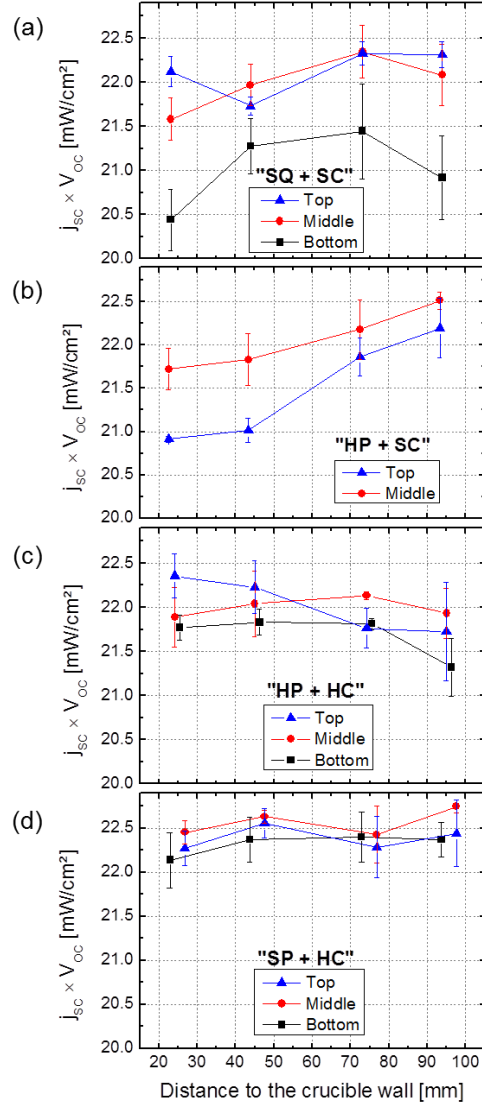 (a)
22.5
22.0
21.5
21.0
20.5
20.0
jsc × Voc [mW/cm²]
"SQ + SC"
Top
Middle
Bottom
(b)
22.5
22.0
21.5
21.0
20.5
20.0
jsc × Voc [mW/cm²]
"HP + SC"
Top
Middle
(c)
22.5
22.0
21.5
21.0
20.5
20.0
jsc × Voc [mW/cm²]
"HP + HC"
Top
Middle
Bottom
(d)
22.5
22.0
21.5
21.0
20.5
20.0
jsc × Voc [mW/cm²]
"SP + HC"
Top
Middle
Bottom
20 30 40 50 60 70 80 90 100
Distance to the crucible wall [mm]